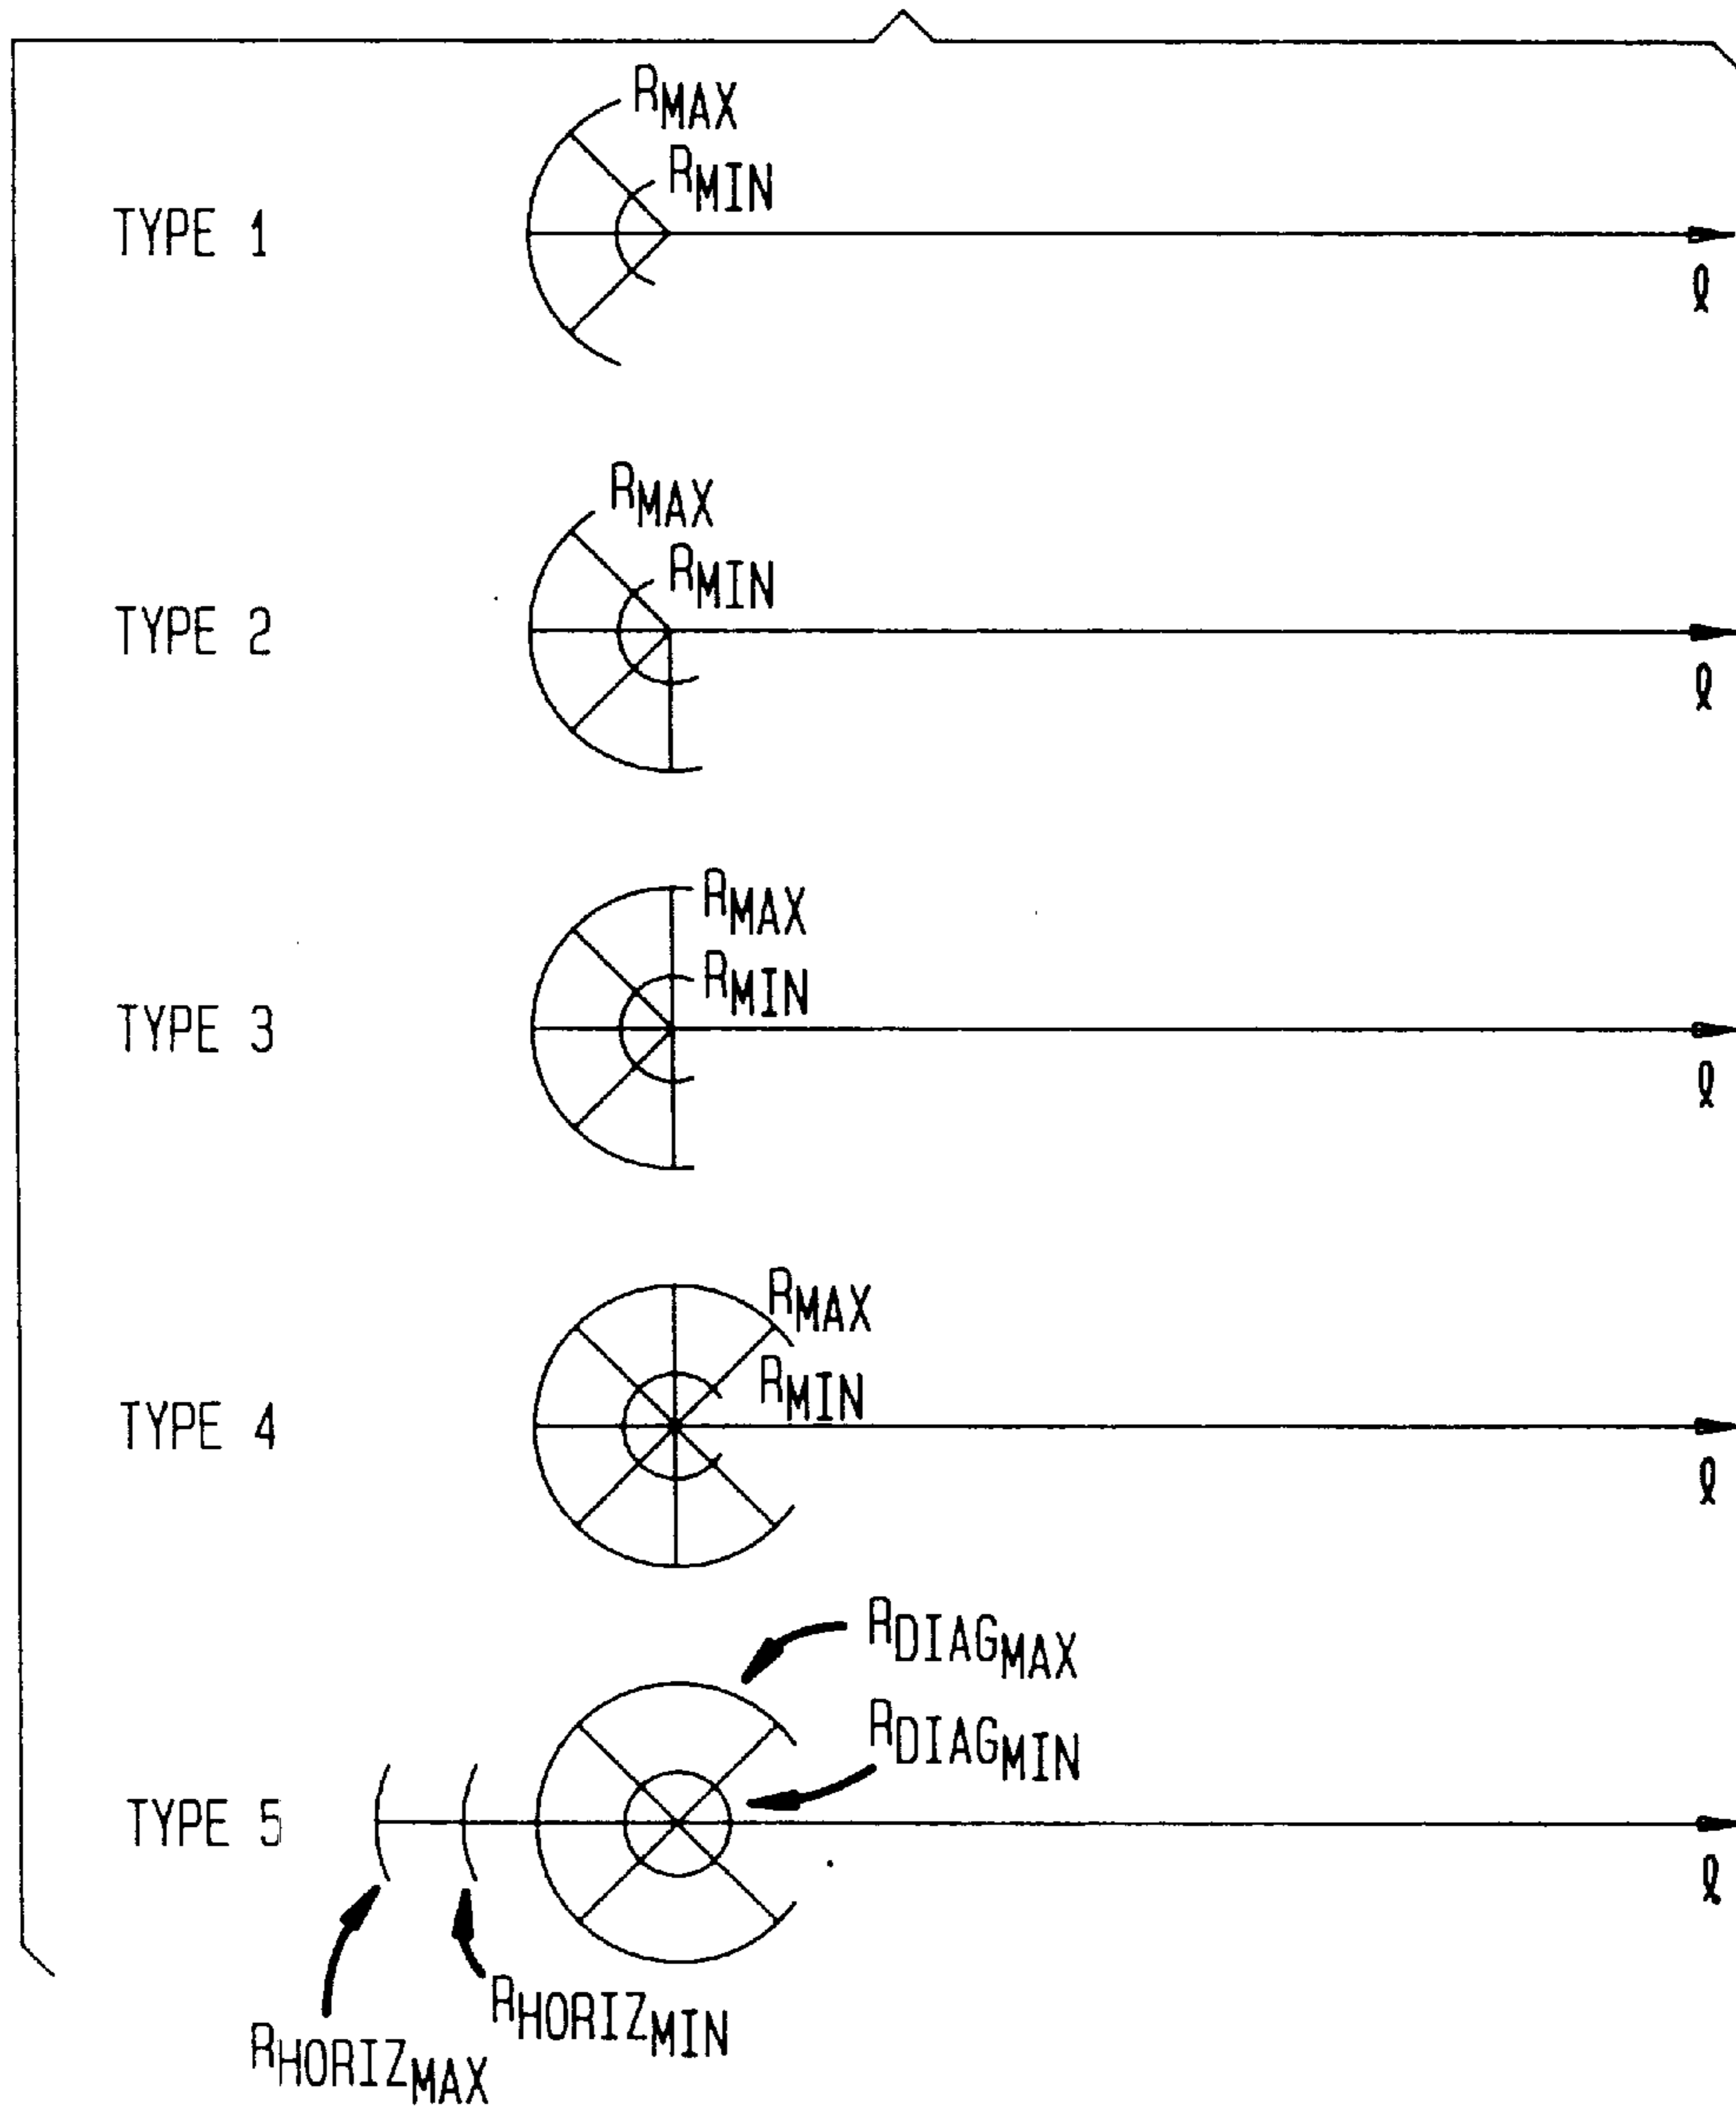 RMAX
RMIN
TYPE 1
ℓ
RMAX
RMIN
TYPE 2
ℓ
RMAX
RMIN
TYPE 3
ℓ
RMAX
RMIN
TYPE 4
ℓ
RDIAGMAX
RDIAGMIN
TYPE 5
ℓ
RHORIZMIN
RHORIZMAX